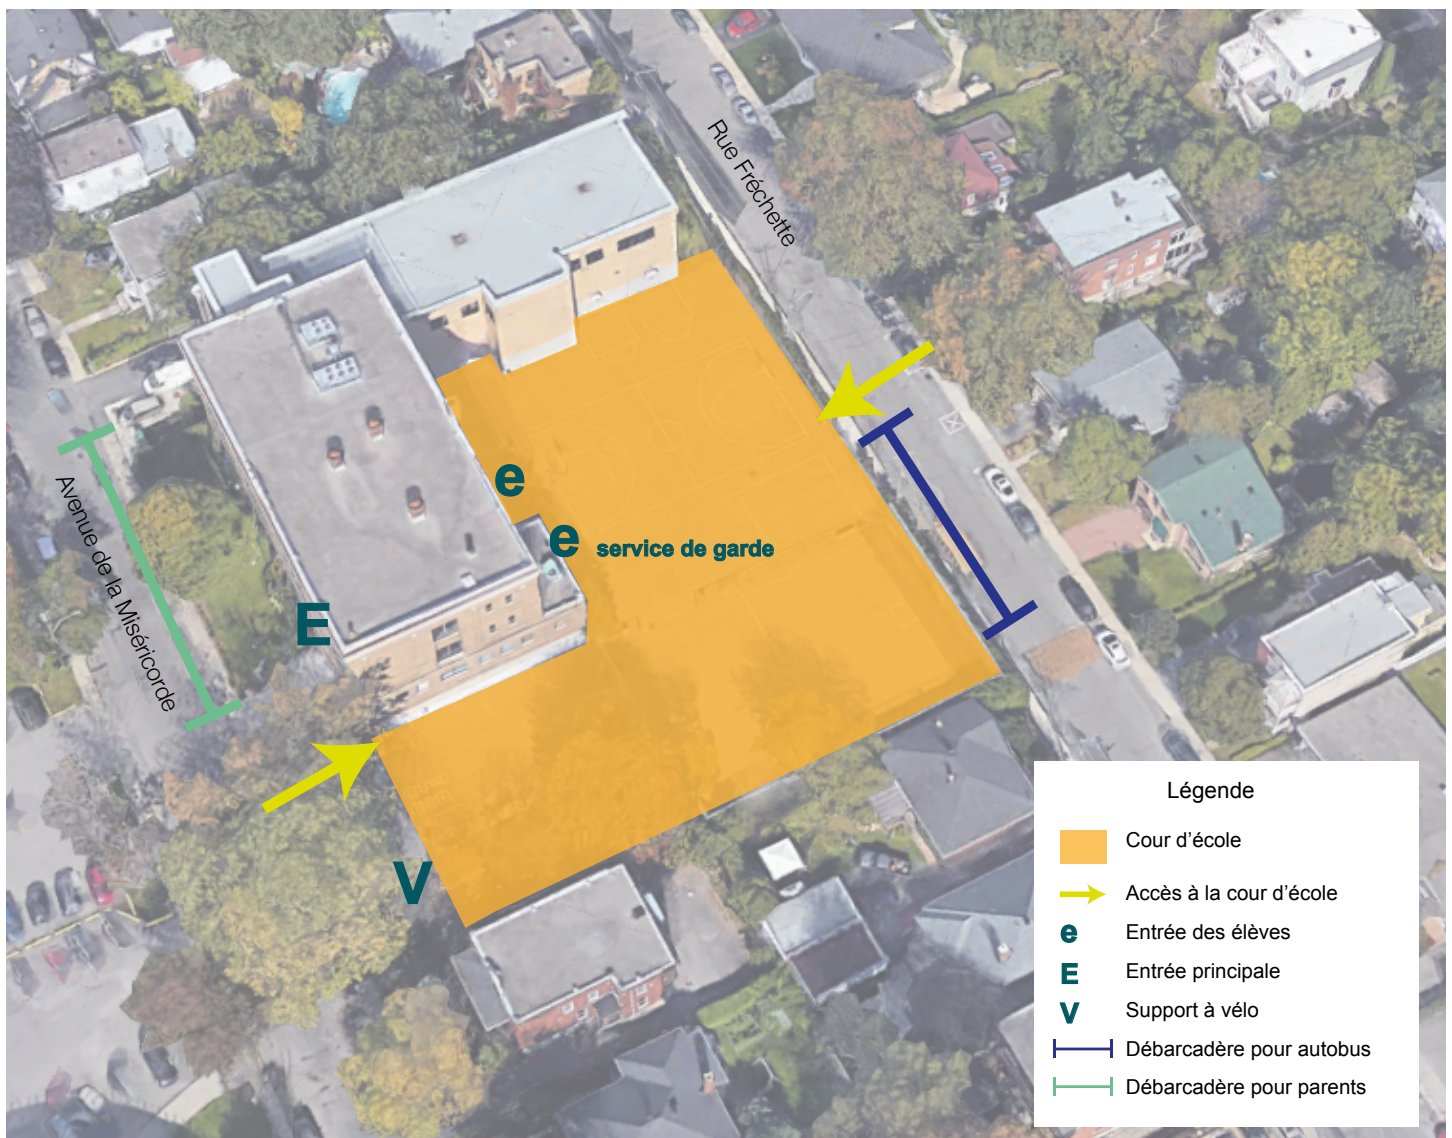 Rue Fréchette
Avenue de la Miséricorde
e
e service de garde
E
V
Légende
Cour d'école
Accès à la cour d'école
e Entrée des élèves
E Entrée principale
V Support à vélo
Débarcadère pour autobus
Débarcadère pour parents